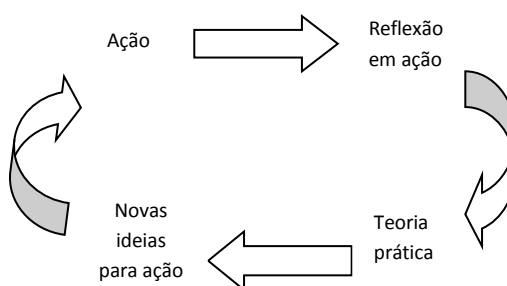 Ação
Reflexão
em ação
Teoria
prática
Novas
ideias
para ação